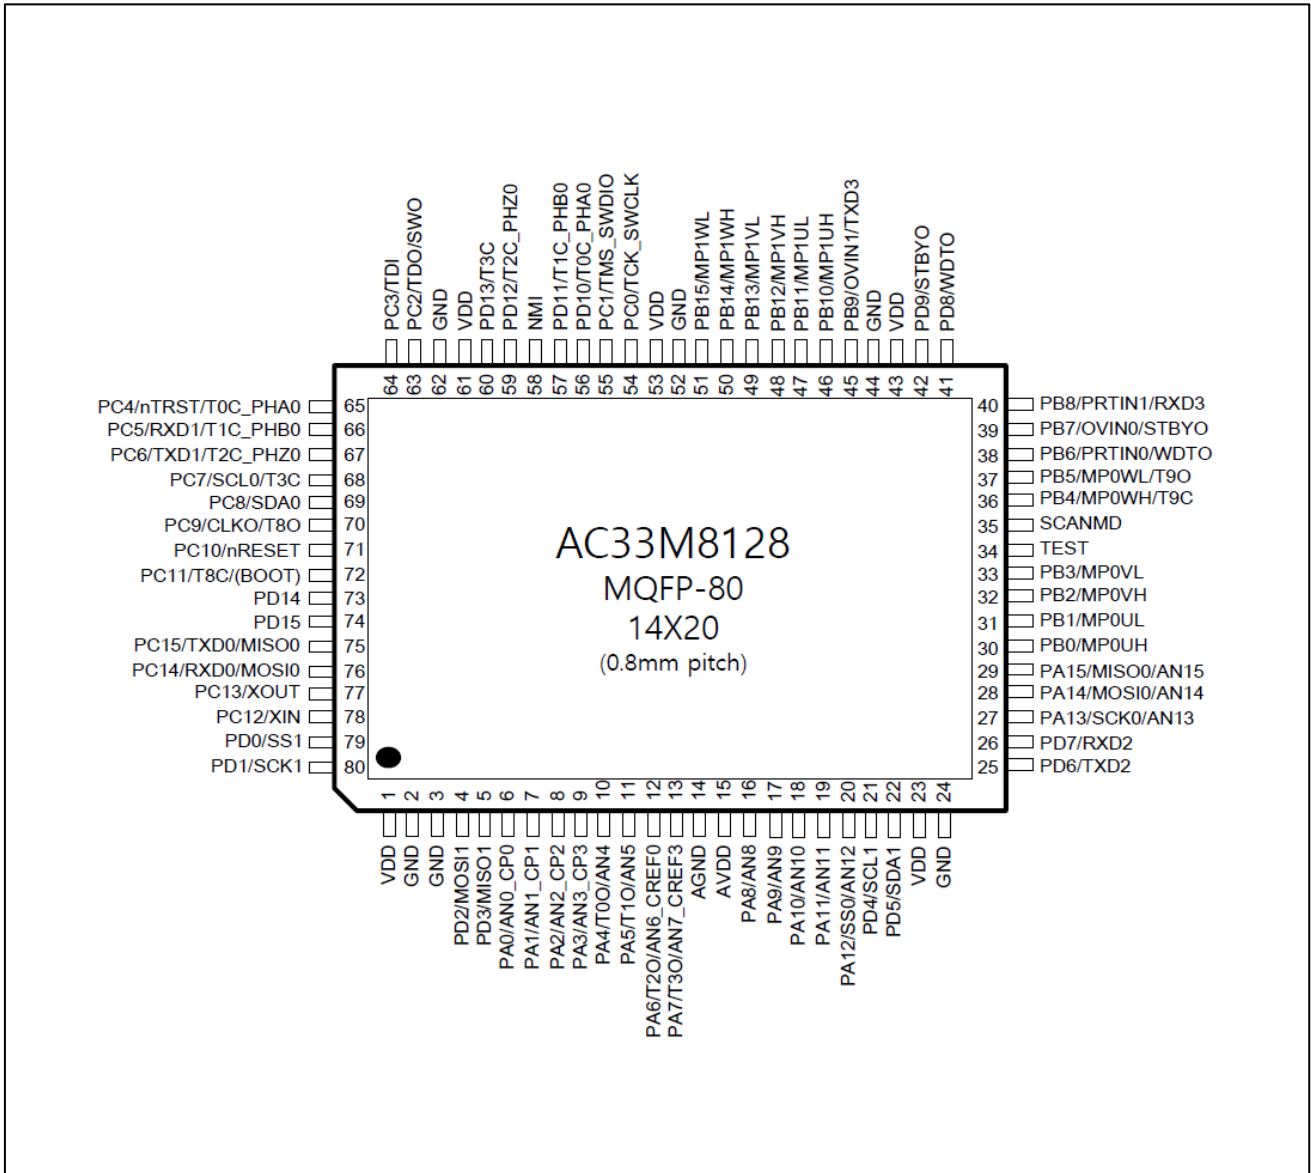 PC3/TDI
PC2/TDO/SWO
GND
VDD
PD13/T3C
PD12/T2C_PHZ0
NMI
PD11/T1C_PHB0
PD10/T0C_PHA0
PC1/TMS_SWDIO
PC0/TCK_SWCLK
VDD
GND
PB15/MP1WL
PB14/MP1WH
PB13/MP1VL
PB12/MP1VH
PB11/MP1UL
PB10/MP1UH
PB9/OVIN1/TXD3
GND
VDD
PD9/STBYO
PD8/WDTO
64
63
62
61
60
59
58
57
56
55
54
53
52
51
50
49
48
47
46
45
44
43
42
41
PC4/nTRST/T0C_PHA0 65
PC5/RXD1/T1C_PHB0 66
PC6/TXD1/T2C_PHZ0 67
PC7/SCL0/T3C 68
PC8/SDA0 69
PC9/CLKO/T8O 70
PC10/nRESET 71
PC11/T8C/(BOOT) 72
PD14 73
PD15 74
PC15/TXD0/MISO0 75
PC14/RXD0/MOSI0 76
PC13/XOUT 77
PC12/XIN 78
PD0/SS1 79
PD1/SCK1 80
AC33M8128
MQFP-80
14X20
(0.8mm pitch)
40 PB8/PRTIN1/RXD3
39 PB7/OVIN0/STBYO
38 PB6/PRTIN0/WDTO
37 PB5/MP0WL/T9O
36 PB4/MP0WH/T9C
35 SCANMD
34 TEST
33 PB3/MP0VL
32 PB2/MP0VH
31 PB1/MP0UL
30 PB0/MP0UH
29 PA15/MISO0/AN15
28 PA14/MOSI0/AN14
27 PA13/SCK0/AN13
26 PD7/RXD2
25 PD6/TXD2
1
2
3
4
5
6
7
8
9
10
11
12
13
14
15
16
17
18
19
20
21
22
23
24
VDD
GND
GND
PD2/MOSI1
PD3/MISO1
PA0/AN0_CP0
PA1/AN1_CP1
PA2/AN2_CP2
PA3/AN3_CP3
PA4/T0O/AN4
PA5/T1O/AN5
PA6/T2O/AN6_CREF0
PA7/T3O/AN7_CREF3
AGND
AVDD
PA8/AN8
PA9/AN9
PA10/AN10
PA11/AN11
PA12/SS0/AN12
PD4/SCL1
PD5/SDA1
VDD
GND